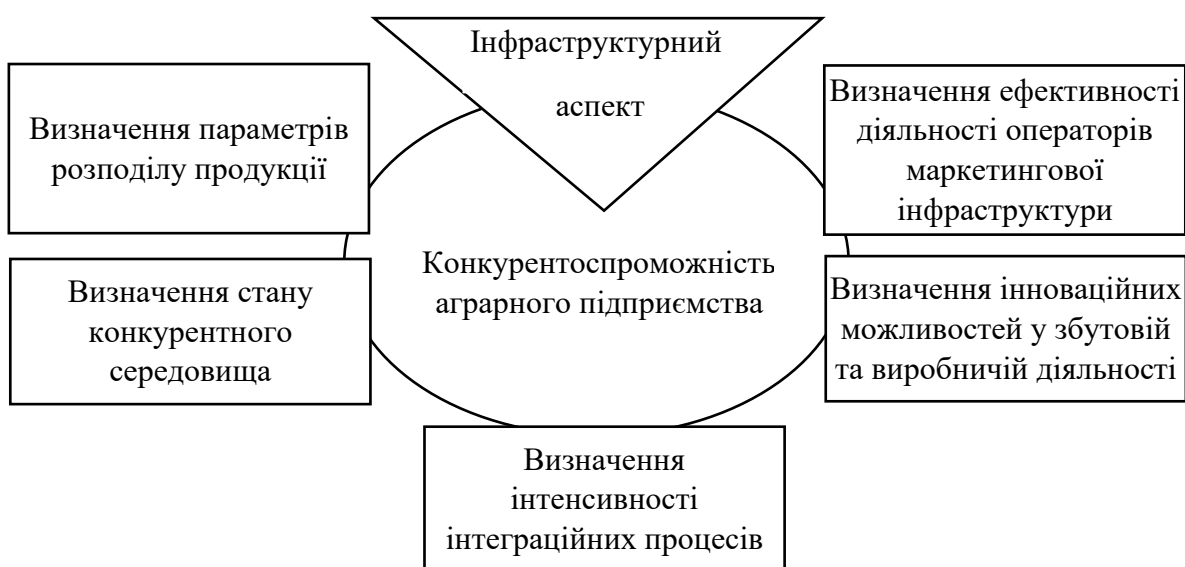 Інфраструктурний
аспект
Визначення параметрів
розподілу продукції
Визначення ефективності
діяльності операторів
маркетингової
інфраструктури
Конкурентоспроможність
аграрного підприємства
Визначення стану
конкурентного
середовища
Визначення інноваційних
можливостей у збутовій
та виробничій діяльності
Визначення
інтенсивності
інтеграційних процесів